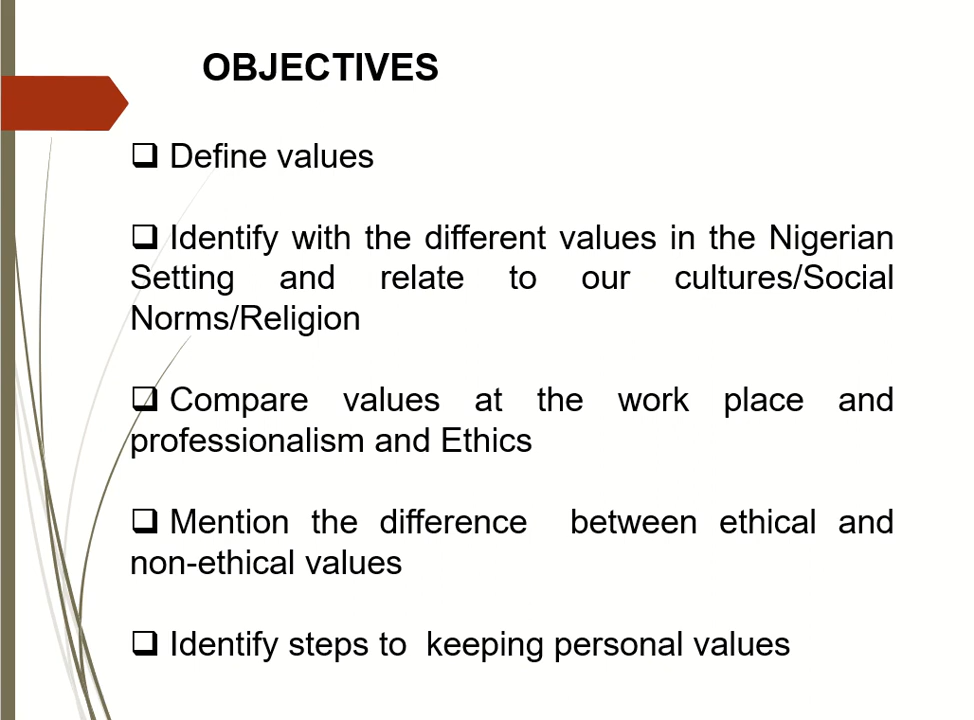 OBJECTIVES
❑ Define values
❑ Identify with the different values in the Nigerian
Setting and relate to our cultures/Social
Norms/Religion
❑ Compare values at the work place and
professionalism and Ethics
❑ Mention the difference between ethical and
non-ethical values
❑ Identify steps to keeping personal values